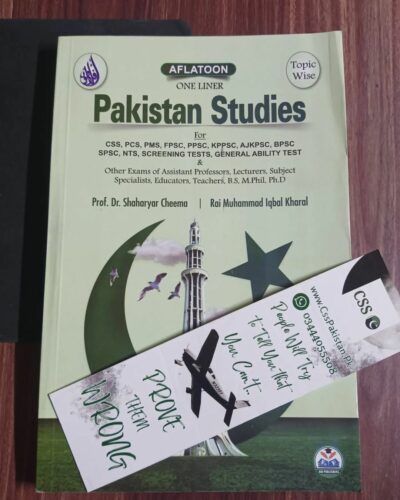 AFLATOON
ONE LINER
Topic
Wise
Pakistan Studies
For
CSS, PCS, PMS, FPSC, PPSC, KPPSC, AJKPSC, BPSC
SPSC, NTS, SCREENING TESTS, GENERAL ABILITY TEST
&
Other Exams of Assistant Professors, Lecturers, Subject
Specialists, Educators, Teachers, B.S, M.Phil, Ph.D
Prof. Dr. Shaharyar Cheema | Rai Muhammad Iqbal Kharal
CSS
www.CssPakistan.Pk
03444055506
People Will Try
to Tell You that
You Can't..
PROVE
THEM
WRONG